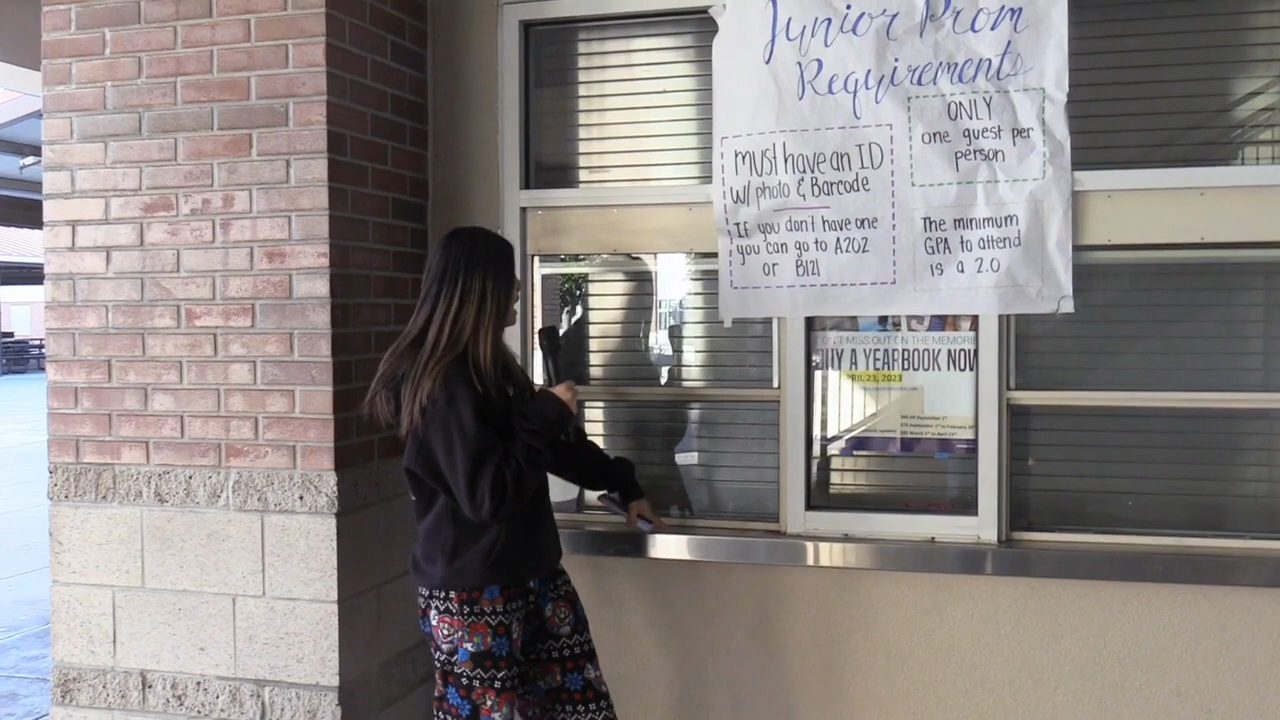 Junior Prom
Requirements
must have an ID
w/ photo & Barcode
If you don't have one
you can go to A202
or B121
ONLY
one guest per
person
The minimum
GPA to attend
is a 2.0
DON'T MISS OUT ON THE MEMORIE
BUY A YEARBOOK NOW
APRIL 23, 2023